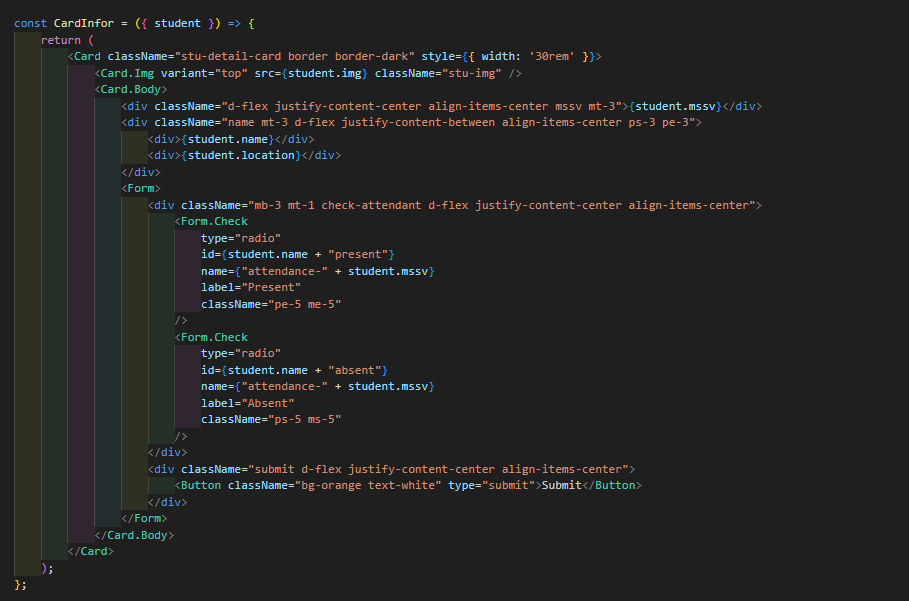 const CardInfor = ({ student }) => {
    return (
        <Card className="stu-detail-card border border-dark" style={{ width: '30rem' }}>
            <Card.Img variant="top" src={student.img} className="stu-img" />
            <Card.Body>
                <div className="d-flex justify-content-center align-items-center mssv mt-3">{student.mssv}</div>
                <div className="name mt-3 d-flex justify-content-between align-items-center ps-3 pe-3">
                    <div>{student.name}</div>
                    <div>{student.location}</div>
                </div>
                <Form>
                    <div className="mb-3 mt-1 check-attendant d-flex justify-content-center align-items-center">
                        <Form.Check
                            type="radio"
                            id={student.name + "present"}
                            name={"attendance-" + student.mssv}
                            label="Present"
                            className="pe-5 me-5"
                        />
                        <Form.Check
                            type="radio"
                            id={student.name + "absent"}
                            name={"attendance-" + student.mssv}
                            label="Absent"
                            className="ps-5 ms-5"
                        />
                    </div>
                    <div className="submit d-flex justify-content-center align-items-center">
                        <Button className="bg-orange text-white" type="submit">Submit</Button>
                    </div>
                </Form>
            </Card.Body>
        </Card>
    );
};